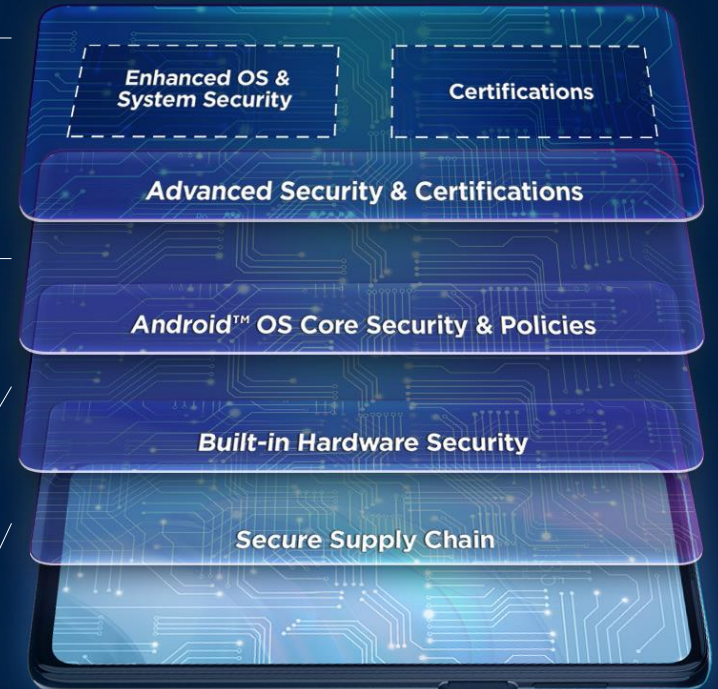 Enhanced OS &
System Security
Certifications
Advanced Security & Certifications
Android™ OS Core Security & Policies
Built-in Hardware Security
Secure Supply Chain